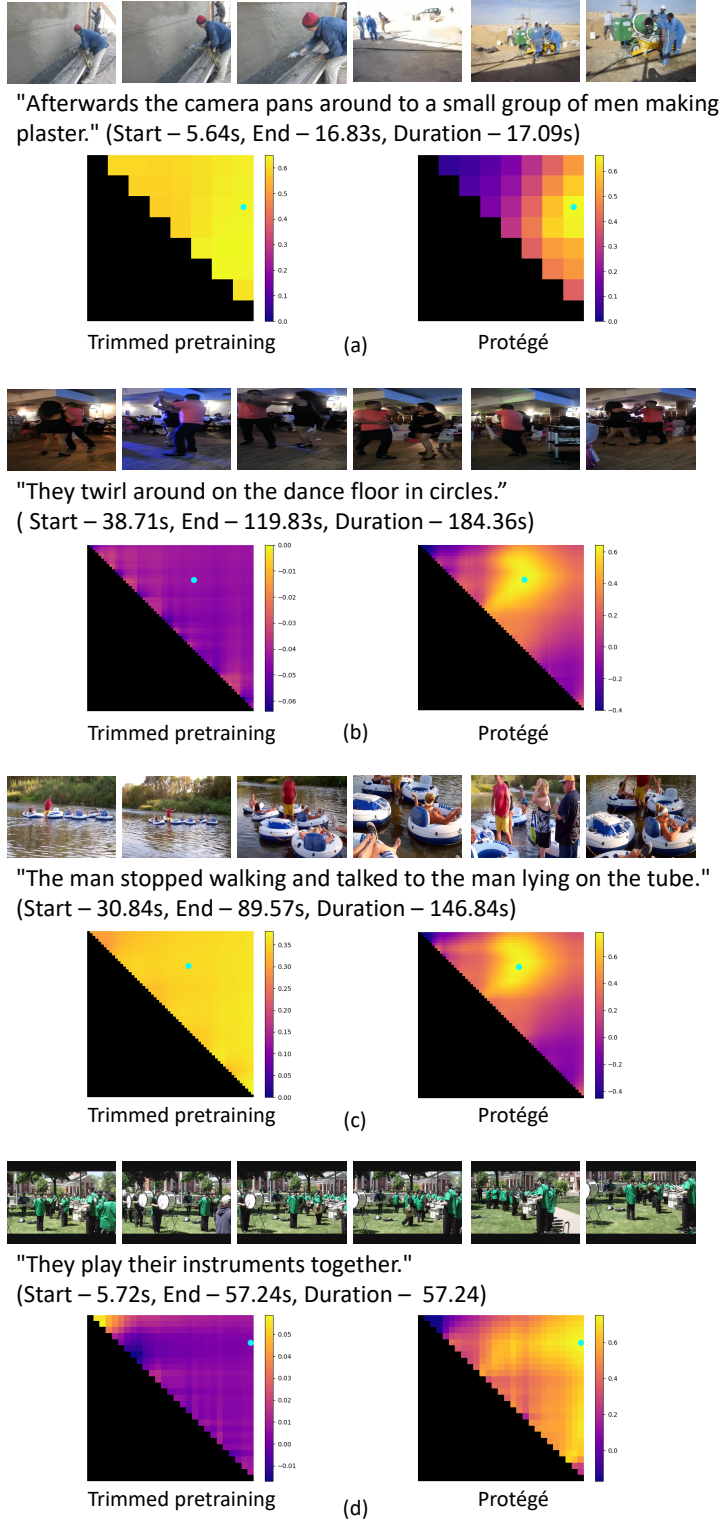 "Afterwards the camera pans around to a small group of men making
plaster." (Start – 5.64s, End – 16.83s, Duration – 17.09s)
0.6
0.5
0.4
0.3
0.2
0.1
0.0
0.6
0.5
0.4
0.3
0.2
0.1
0.0
Trimmed pretraining
(a)
Protégé
"They twirl around on the dance floor in circles.”
( Start – 38.71s, End – 119.83s, Duration – 184.36s)
0.00
−0.01
−0.02
−0.03
−0.04
−0.05
−0.06
0.6
0.4
0.2
0.0
−0.2
−0.4
Trimmed pretraining
(b)
Protégé
"The man stopped walking and talked to the man lying on the tube."
(Start – 30.84s, End – 89.57s, Duration – 146.84s)
0.35
0.30
0.25
0.20
0.15
0.10
0.05
0.00
0.6
0.4
0.2
0.0
−0.2
−0.4
Trimmed pretraining
(c)
Protégé
"They play their instruments together."
(Start – 5.72s, End – 57.24s, Duration –  57.24)
0.05
0.04
0.03
0.02
0.01
0.00
−0.01
0.6
0.4
0.2
0.0
Trimmed pretraining
(d)
Protégé